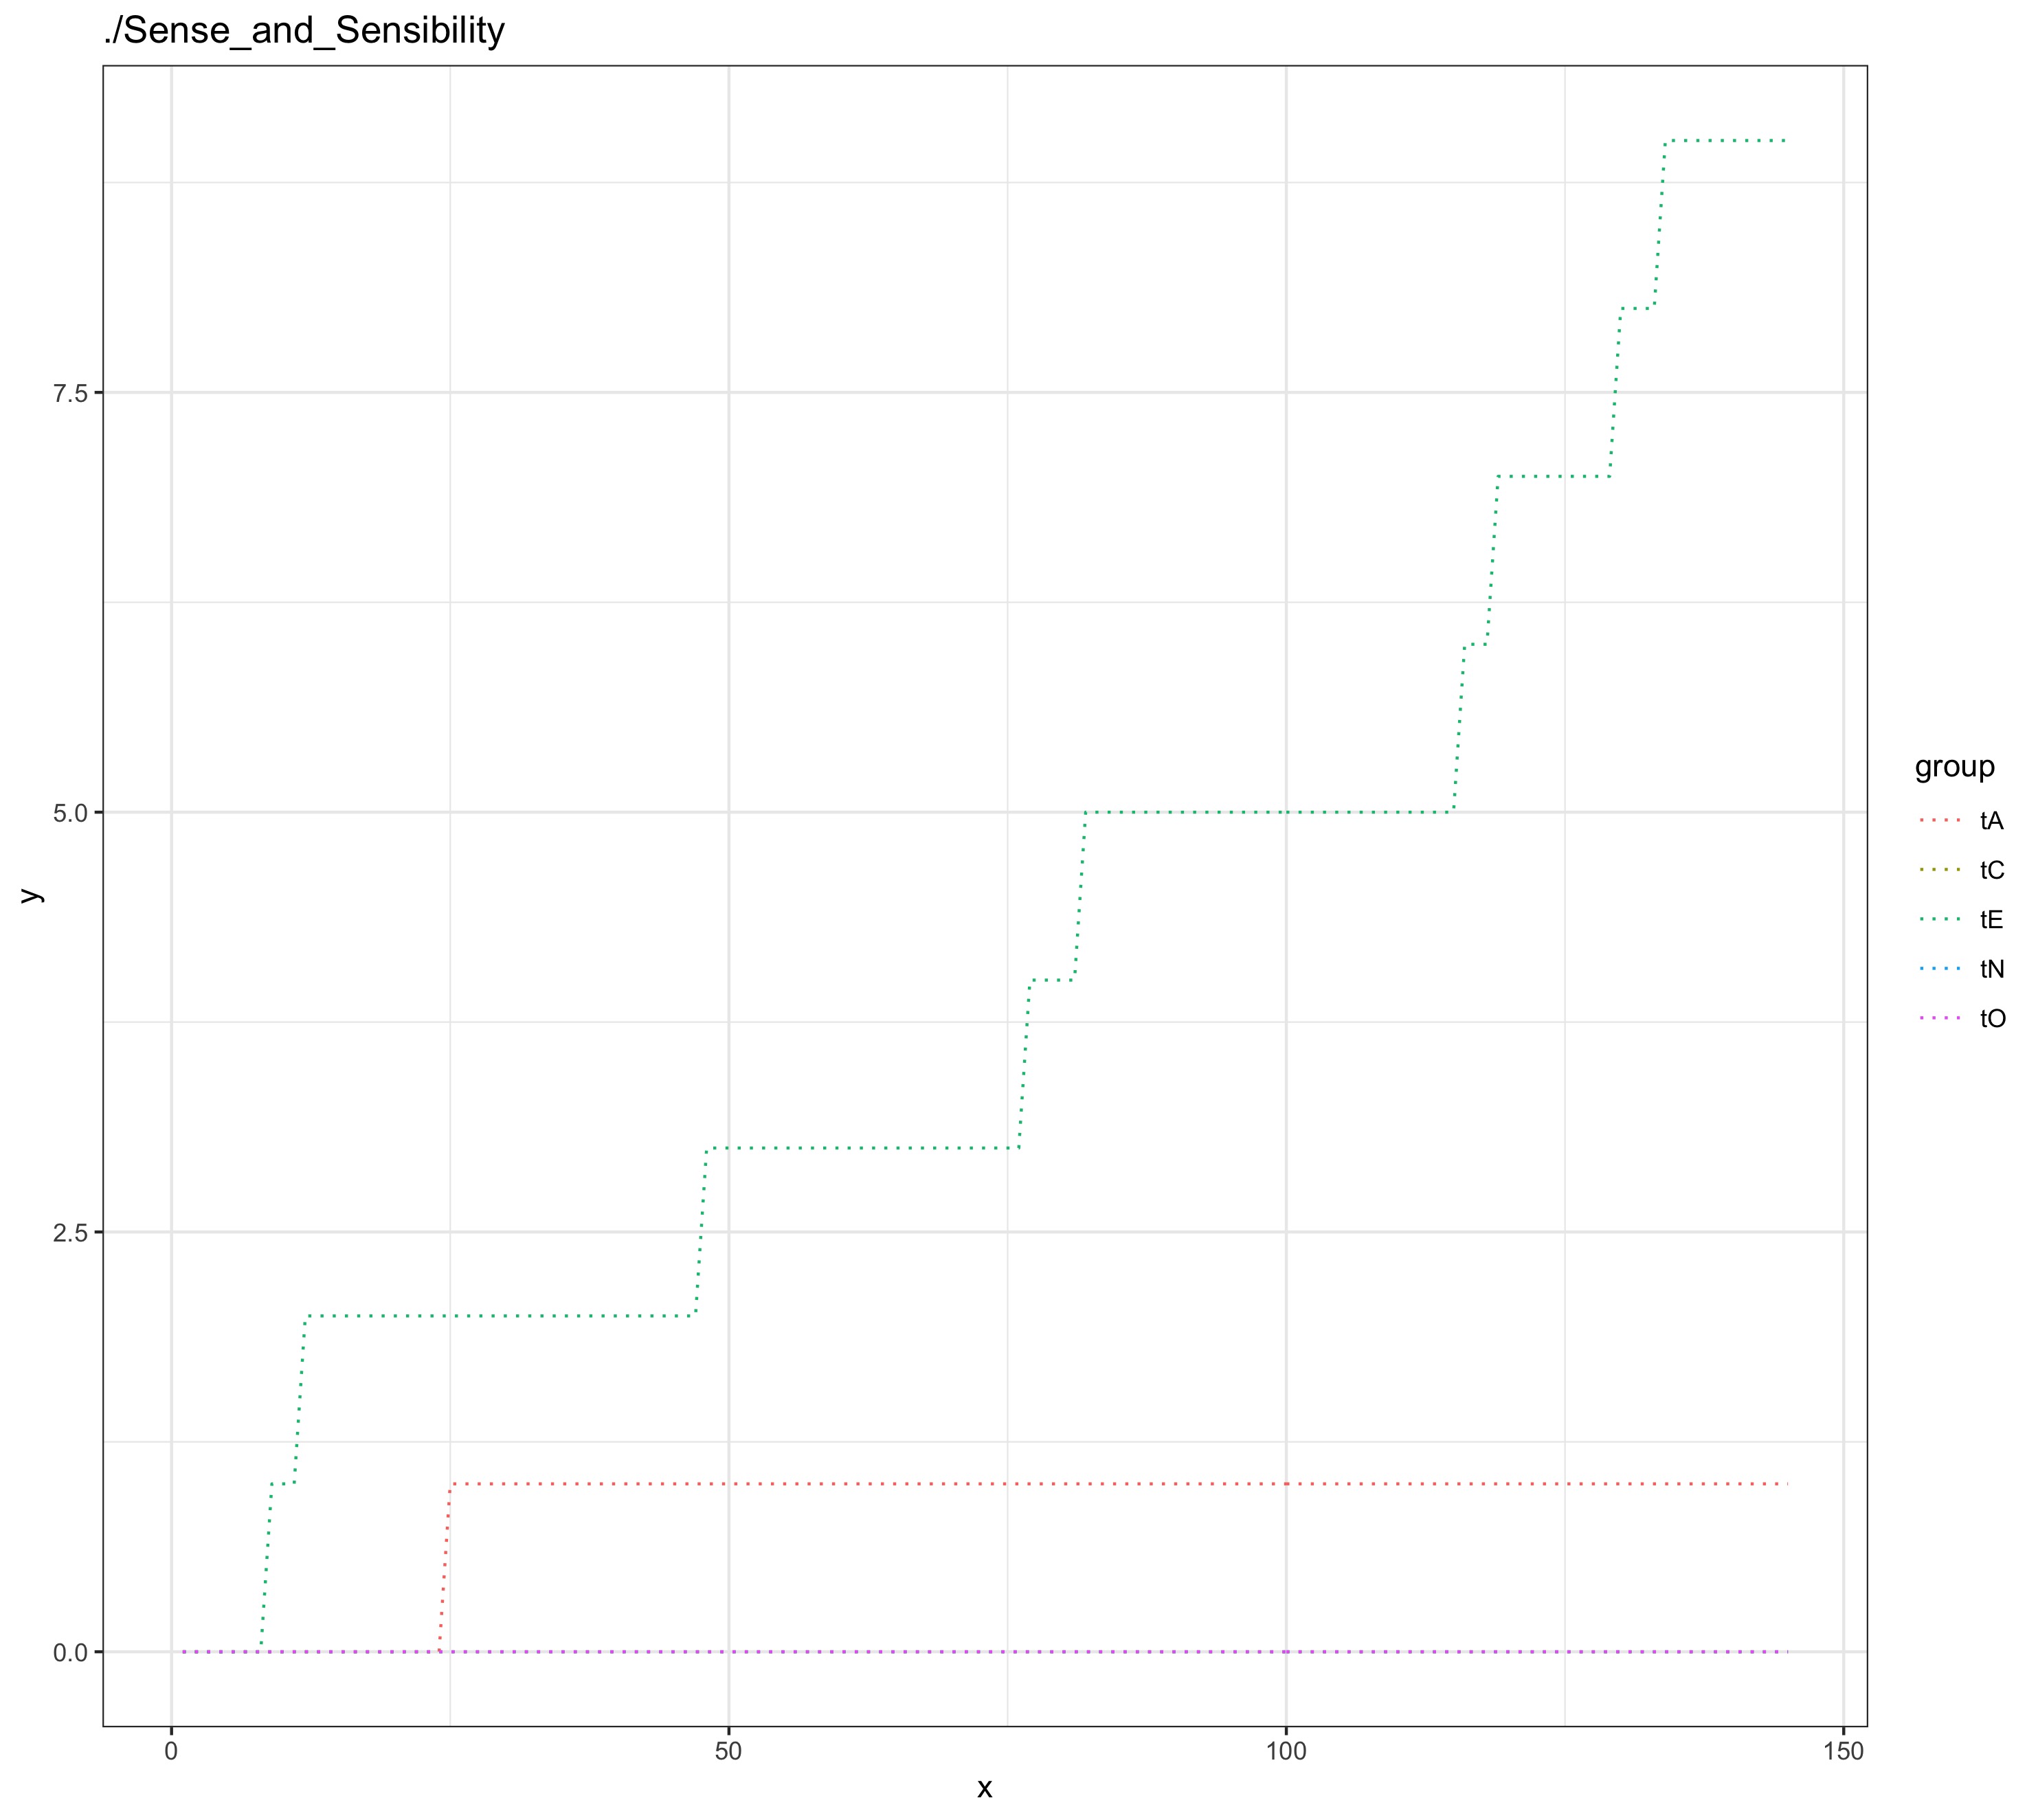 ./Sense_and_Sensibility
y
7.5
5.0
2.5
0.0
0
50
100
150
x
group
tA
tC
tE
tN
tO